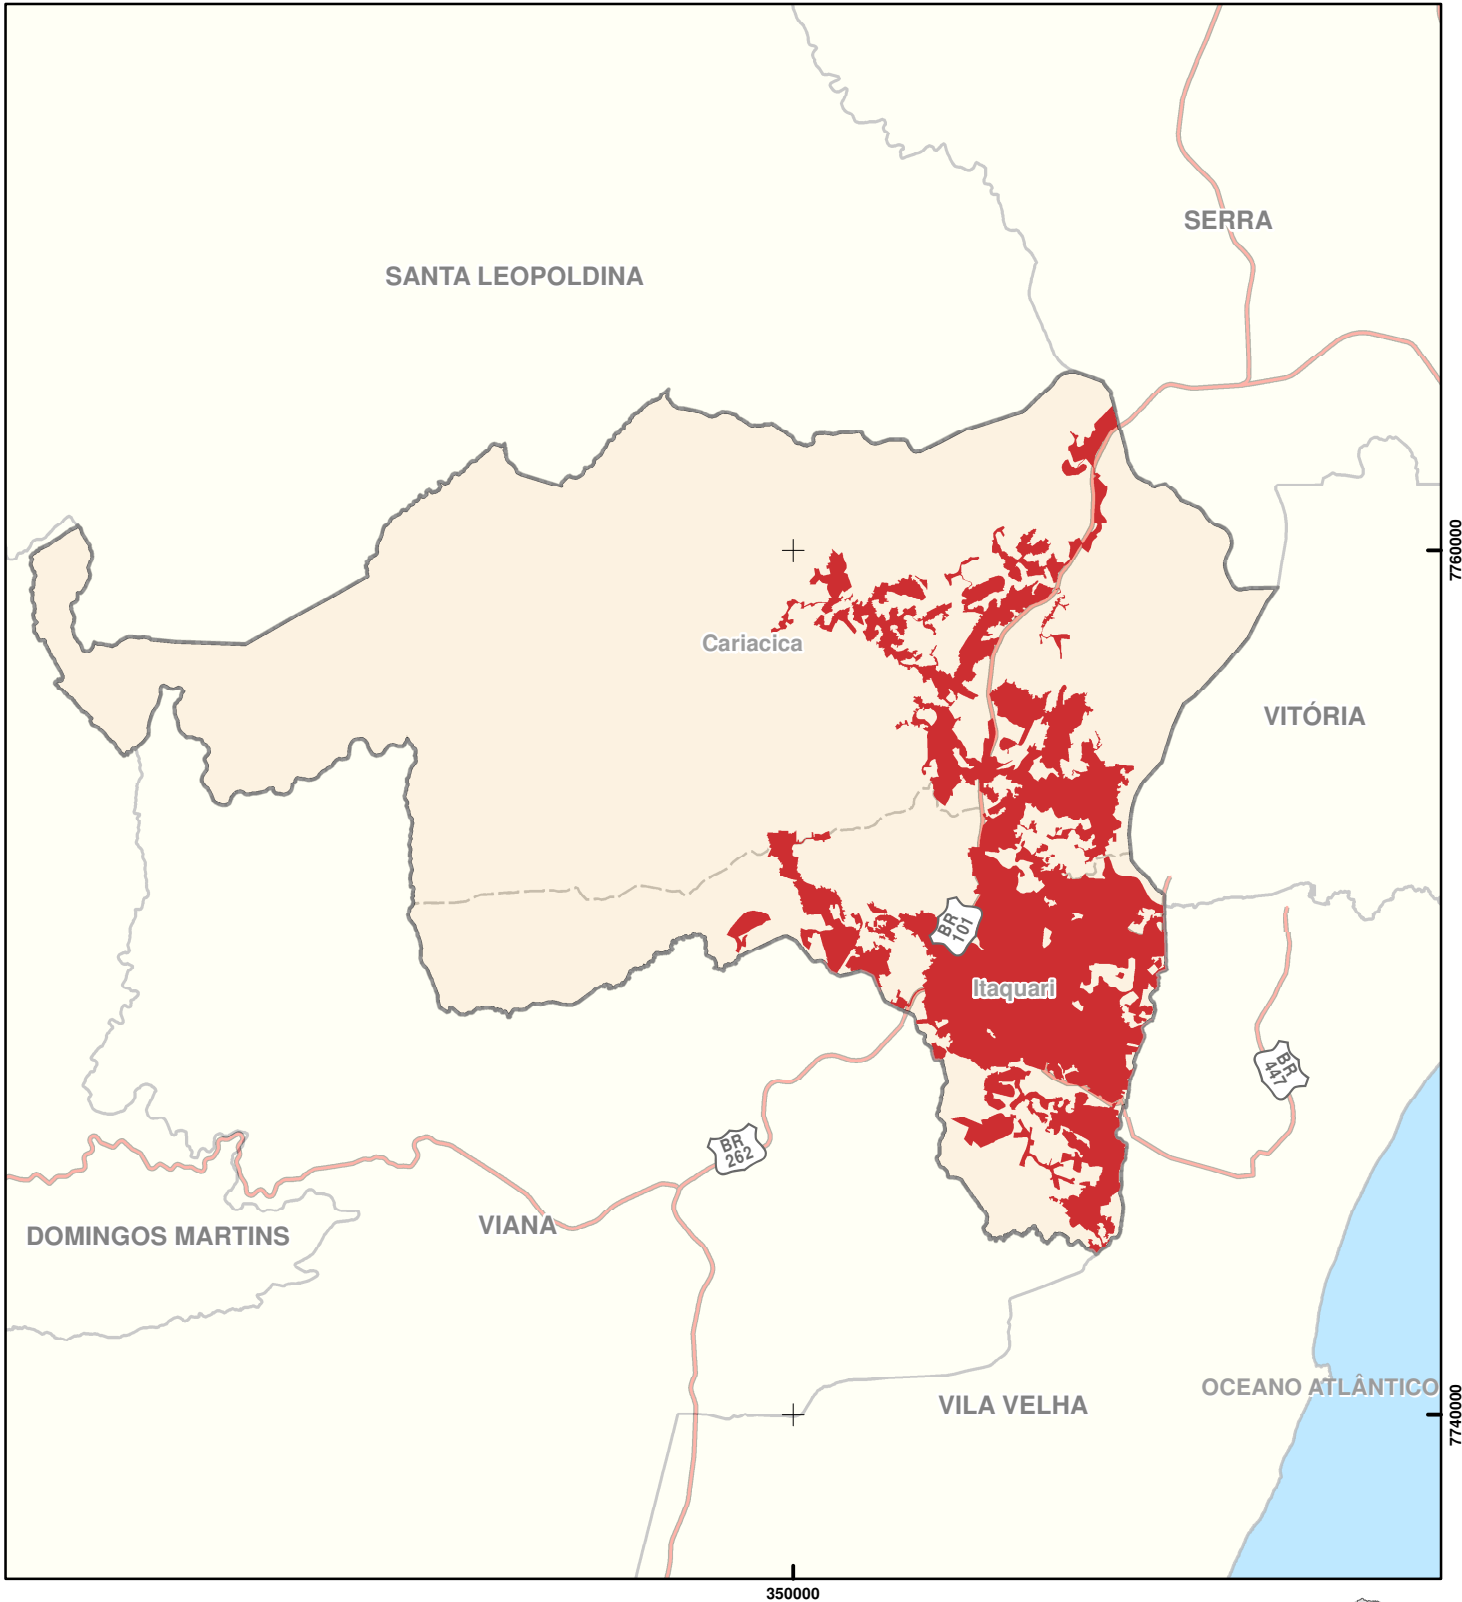 SERRA
SANTA LEOPOLDINA
7760000
Cariacica
VITÓRIA
BR
101
Itaquari
BR
447
BR
262
VIANA
DOMINGOS MARTINS
OCEANO ATLÂNTICO
VILA VELHA
7740000
350000